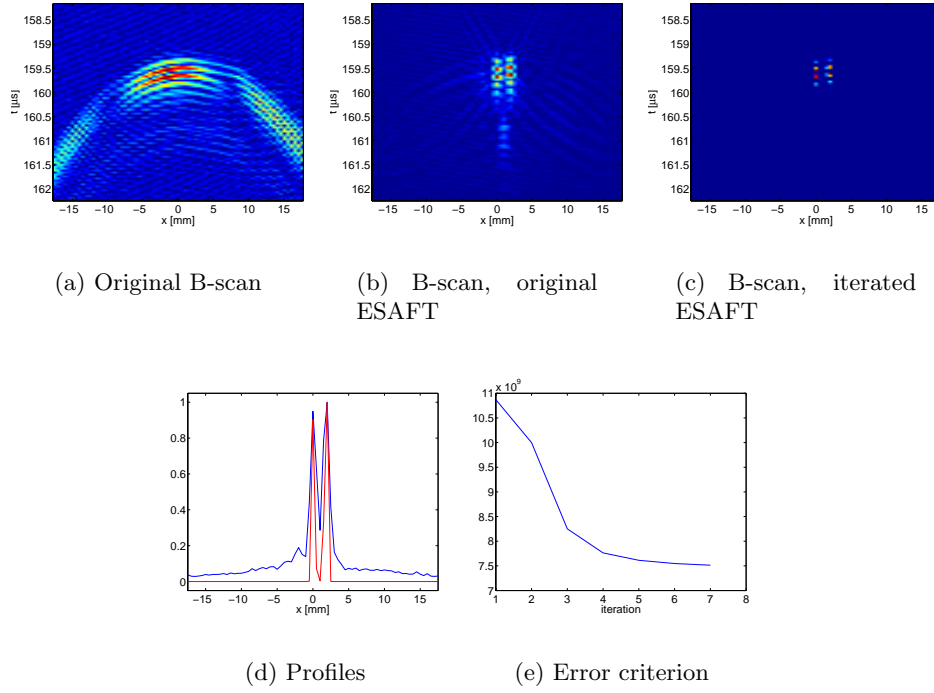 158.5
159
159.5
160
160.5
161
161.5
162
t [µs]
−15 −10 −5 0 5 10 15
x [mm]
158.5
159
159.5
160
160.5
161
161.5
162
t [µs]
−15 −10 −5 0 5 10 15
x [mm]
158.5
159
159.5
160
160.5
161
161.5
162
t [µs]
−15 −10 −5 0 5 10 15
x [mm]
(a) Original B-scan
(b) B-scan, original
ESAFT
(c) B-scan, iterated
ESAFT
1
0.8
0.6
0.4
0.2
0
−15 −10 −5 0 5 10 15
x [mm]
x 10⁹
11
10.5
10
9.5
9
8.5
8
7.5
7
1 2 3 4 5 6 7 8
iteration
(d) Profiles
(e) Error criterion